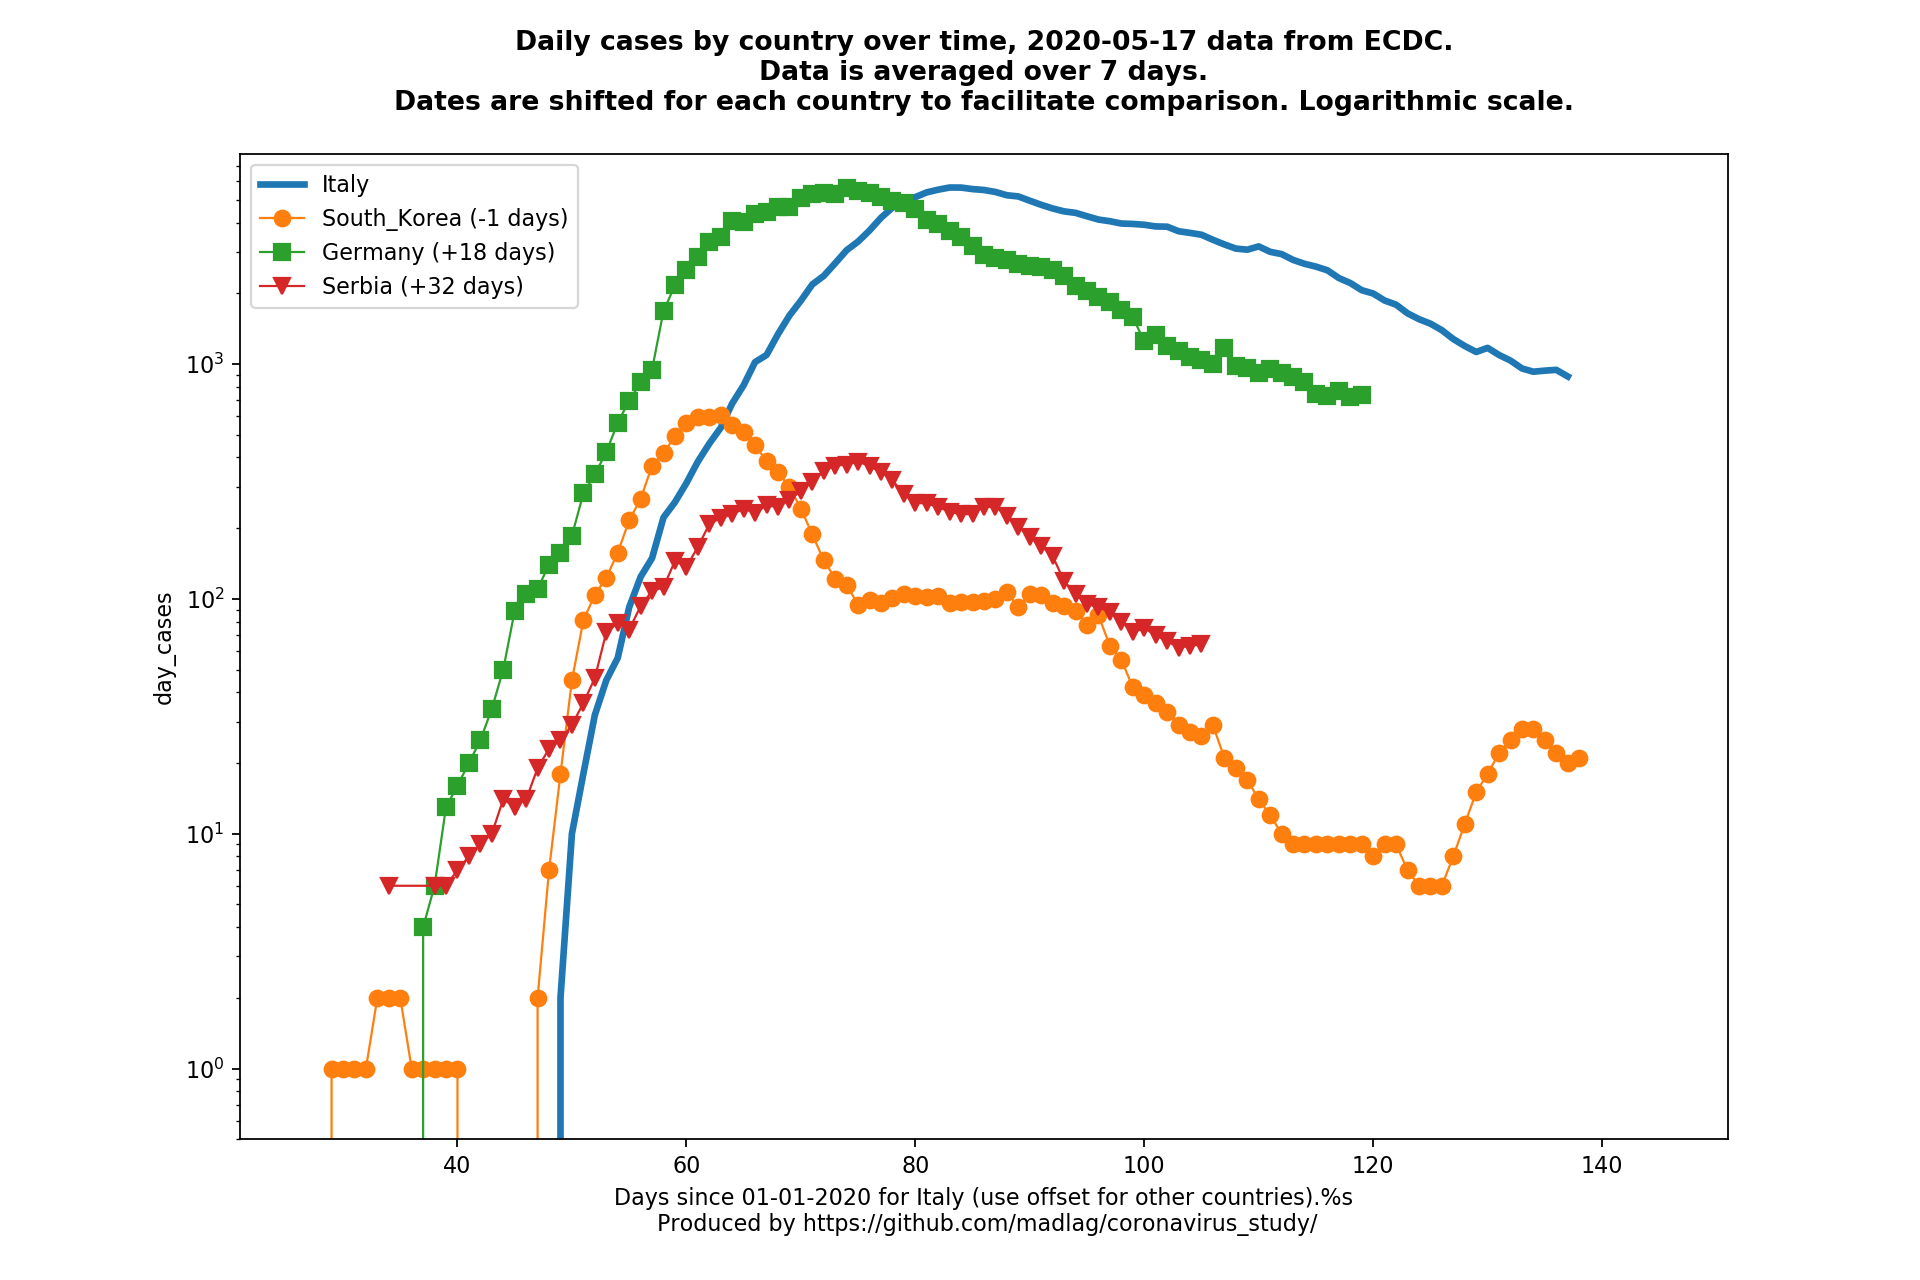 Daily cases by country over time, 2020-05-17 data from ECDC.
Data is averaged over 7 days.
Dates are shifted for each country to facilitate comparison. Logarithmic scale.
Italy
South_Korea (-1 days)
Germany (+18 days)
Serbia (+32 days)
10³
10²
10¹
10⁰
day_cases
40 60 80 100 120 140
Days since 01-01-2020 for Italy (use offset for other countries).%s
Produced by https://github.com/madlag/coronavirus_study/